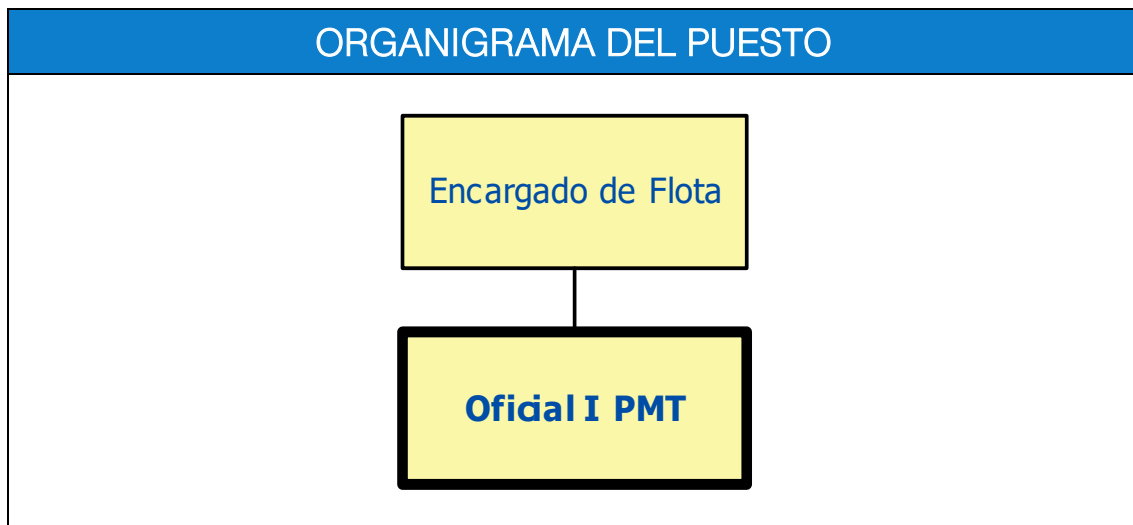 ORGANIGRAMA DEL PUESTO
Encargado de Flota
Oficial I PMT